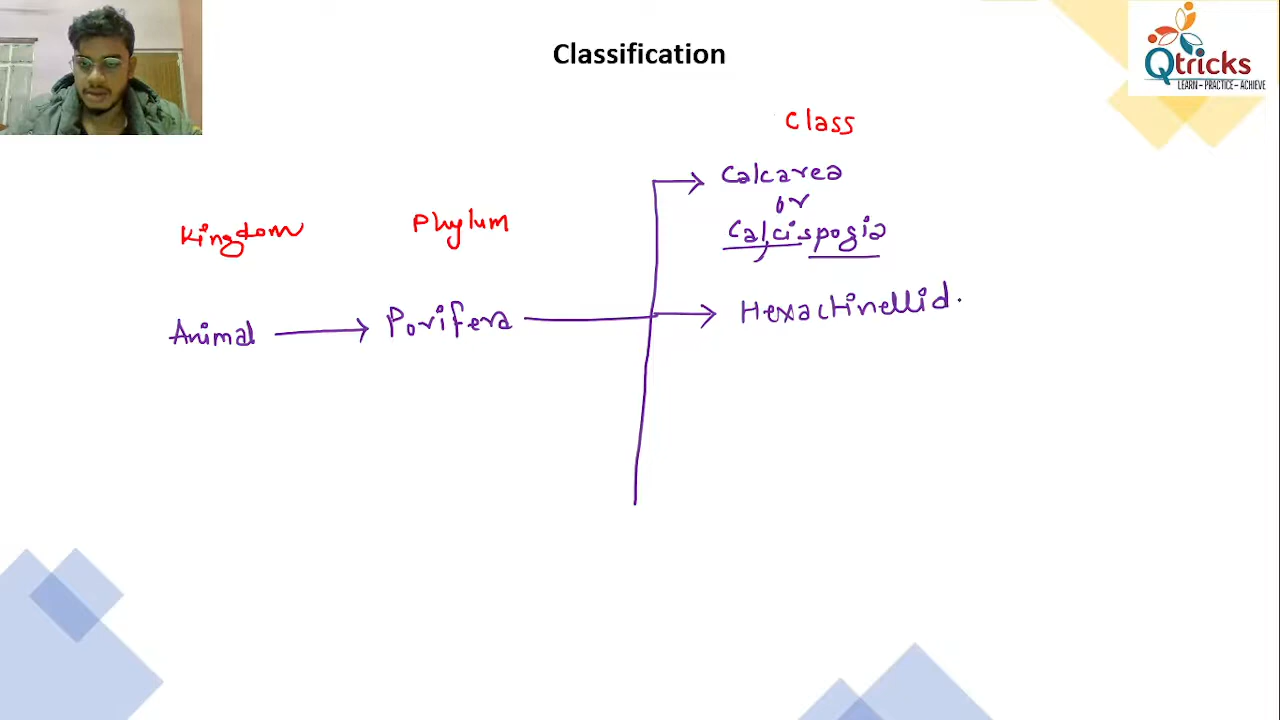 Classification
Qtricks
LEARN - PRACTICE - ACHIEVE
Class
Calcarea
or
Calcispogia
Kingdom
Phylum
Hexactinellid
Animal
Porifera